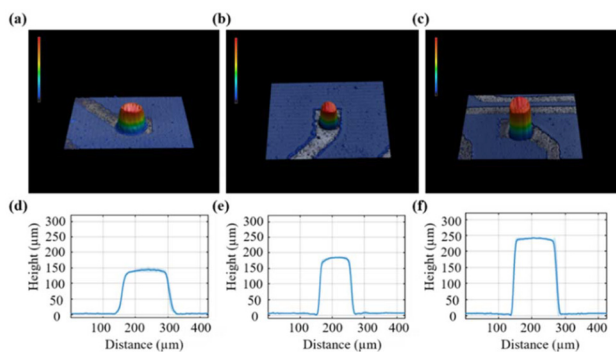 (a) (b) (c)
(d) (e) (f)
300 300 300
250 250 250
200 200 200
150 150 150
100 100 100
50 50 50
0 0 0
Height (µm) Height (µm) Height (µm)
100 200 300 400 100 200 300 400 100 200 300 400
Distance (µm) Distance (µm) Distance (µm)